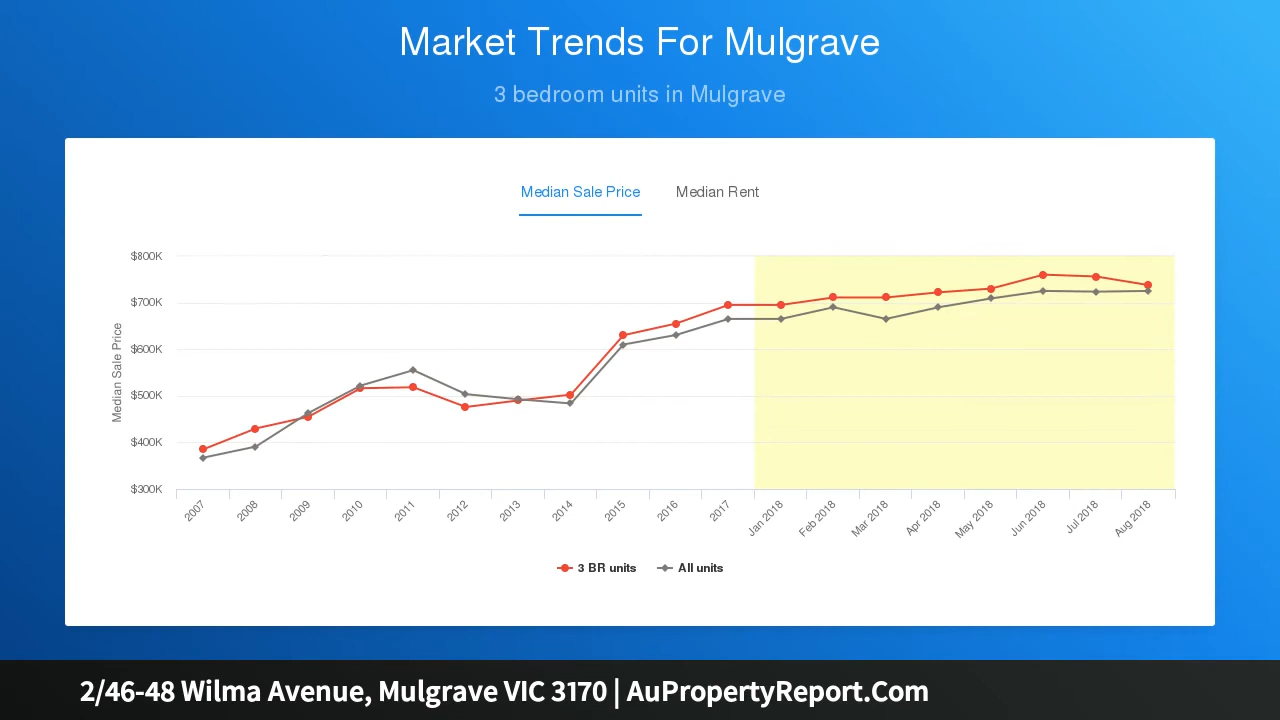 Market Trends For Mulgrave
3 bedroom units in Mulgrave
Median Sale Price Median Rent
Median Sale Price
$800K
$700K
$600K
$500K
$400K
$300K
2007 2008 2009 2010 2011 2012 2013 2014 2015 2016 2017 Jan 2018 Feb 2018 Mar 2018 Apr 2018 May 2018 Jun 2018 Jul 2018 Aug 2018
3 BR units All units
2/46-48 Wilma Avenue, Mulgrave VIC 3170 | AuPropertyReport.Com